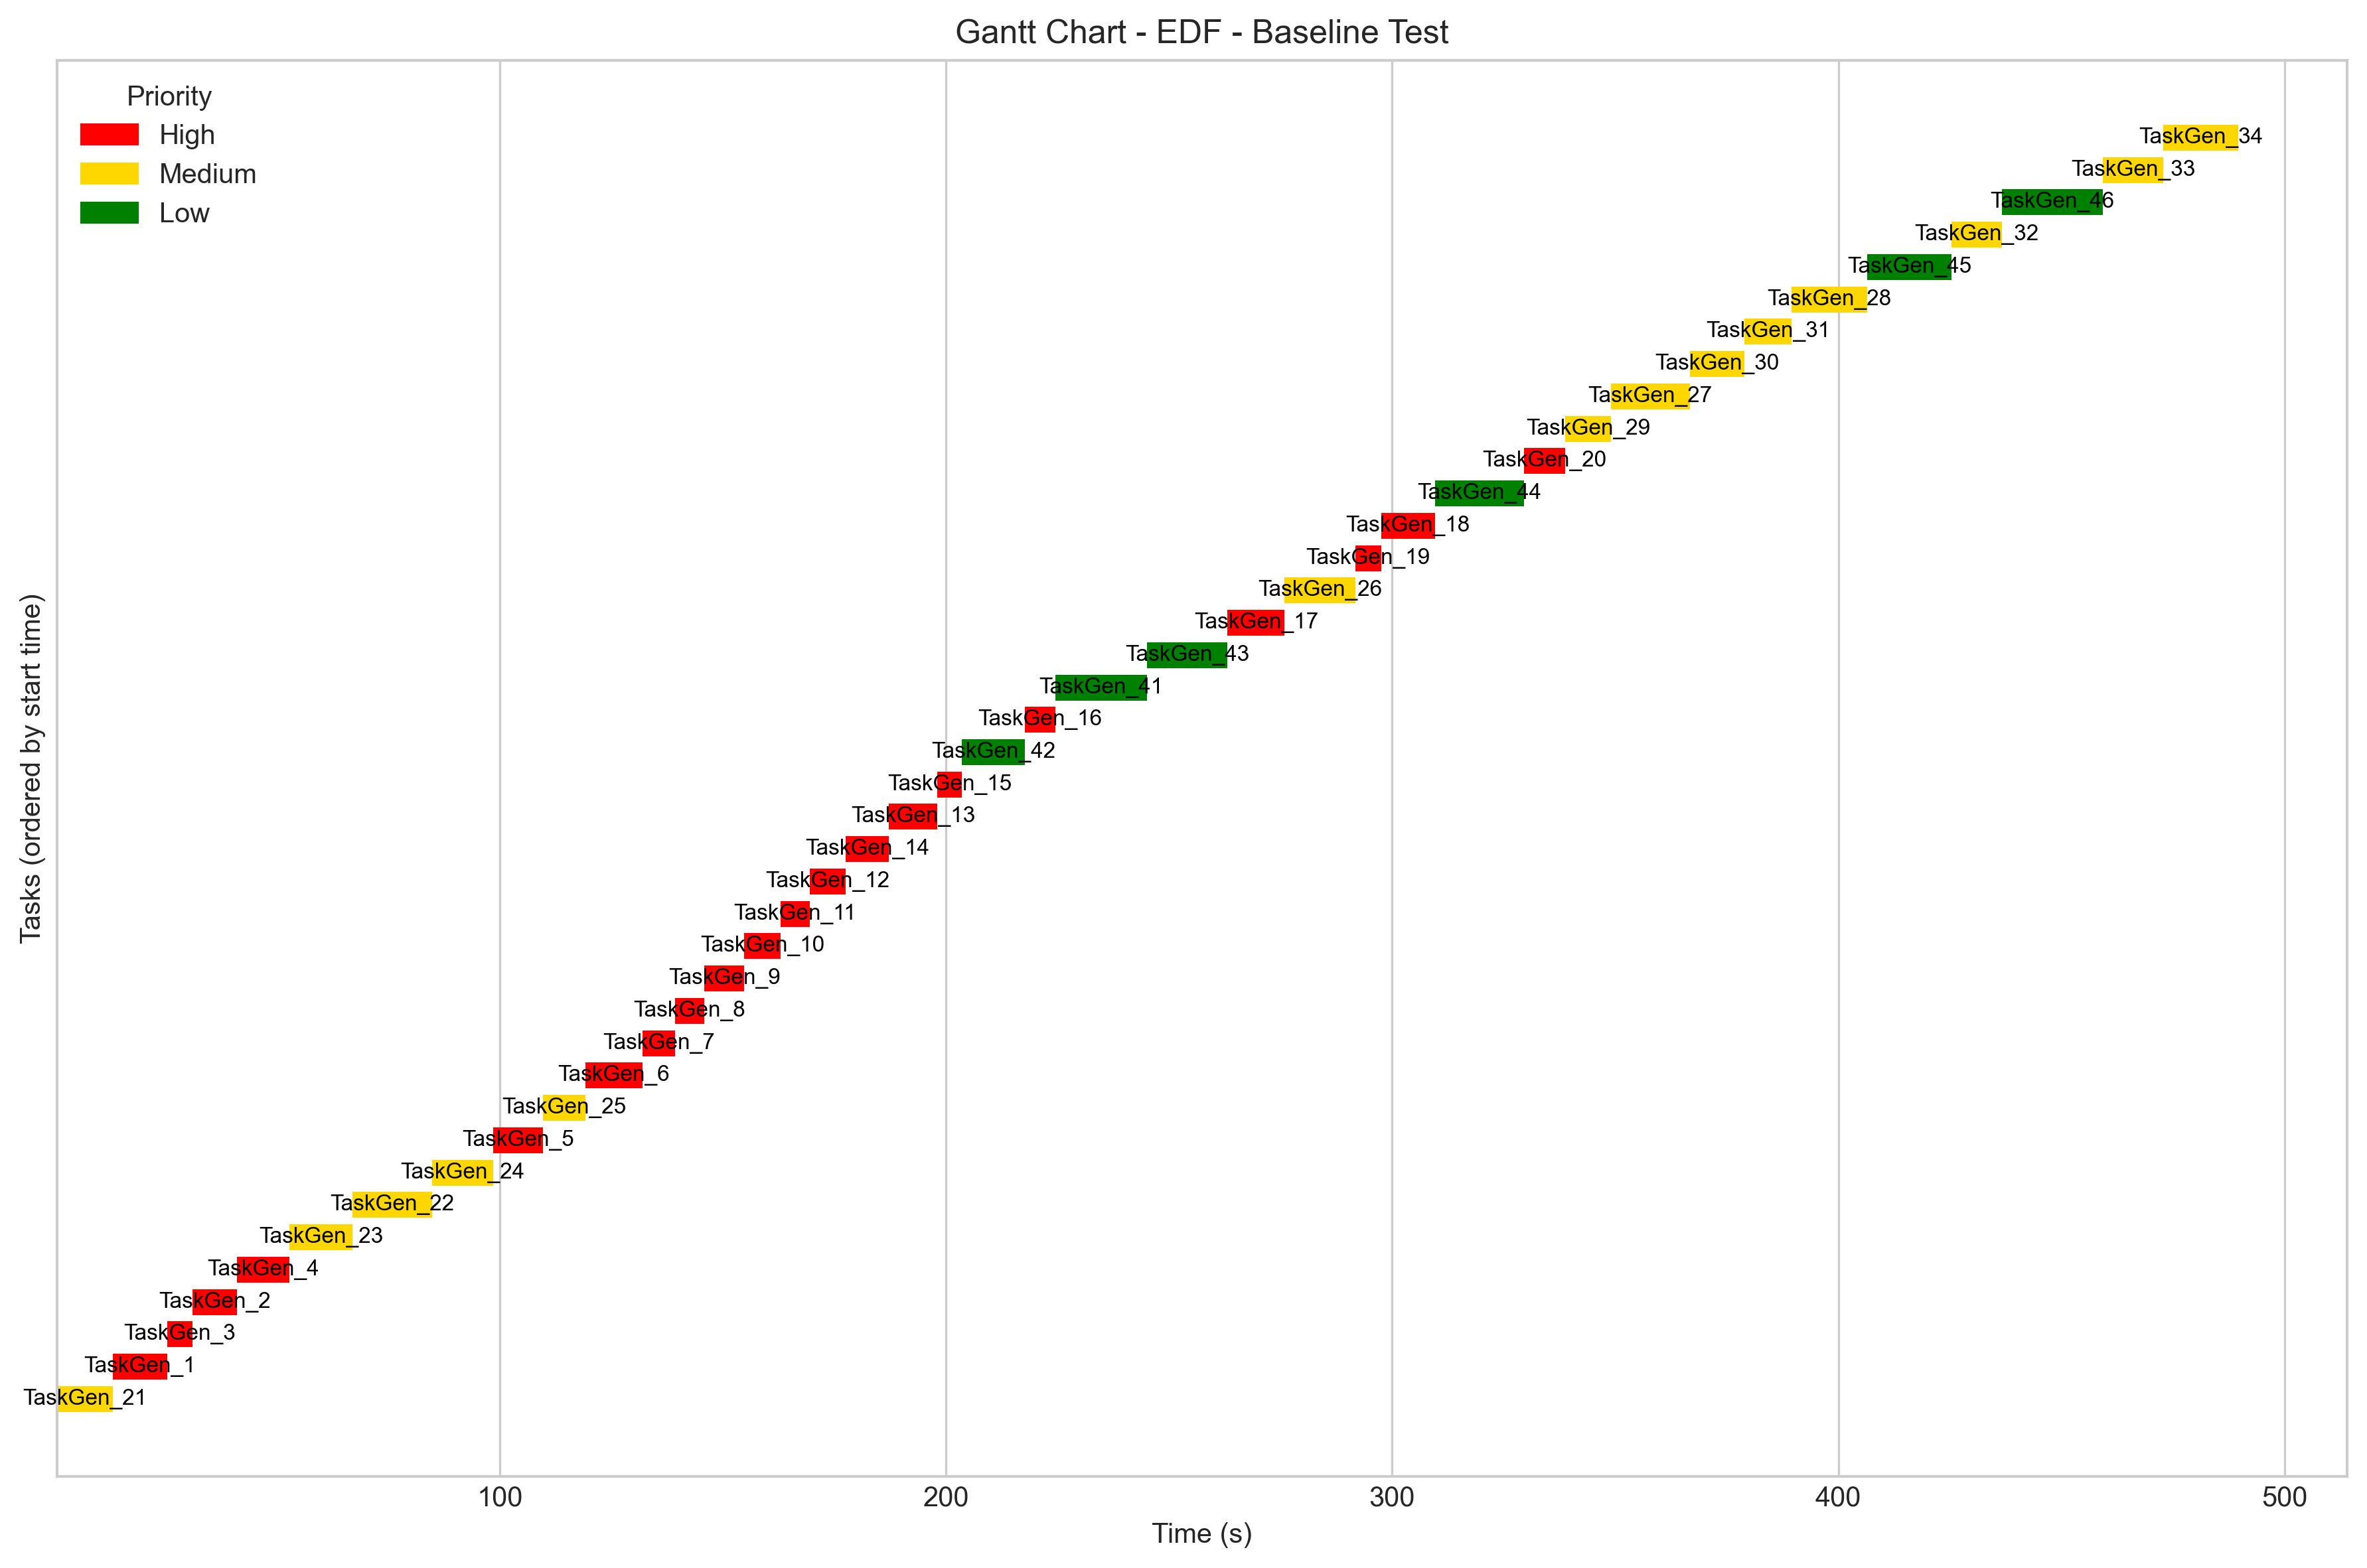 Gantt Chart - EDF - Baseline Test
Priority
High
Medium
Low
TaskGen_34
TaskGen_33
TaskGen_46
TaskGen_32
TaskGen_45
TaskGen_28
TaskGen_31
TaskGen_30
TaskGen_27
TaskGen_29
TaskGen_20
TaskGen_44
TaskGen_18
TaskGen_19
TaskGen_26
TaskGen_17
TaskGen_43
TaskGen_41
TaskGen_16
TaskGen_42
TaskGen_15
TaskGen_13
TaskGen_14
TaskGen_12
TaskGen_11
TaskGen_10
TaskGen_9
TaskGen_8
TaskGen_7
TaskGen_6
TaskGen_25
TaskGen_5
TaskGen_24
TaskGen_22
TaskGen_23
TaskGen_4
TaskGen_2
TaskGen_3
TaskGen_1
TaskGen_21
Tasks (ordered by start time)
100 200 300 400 500
Time (s)